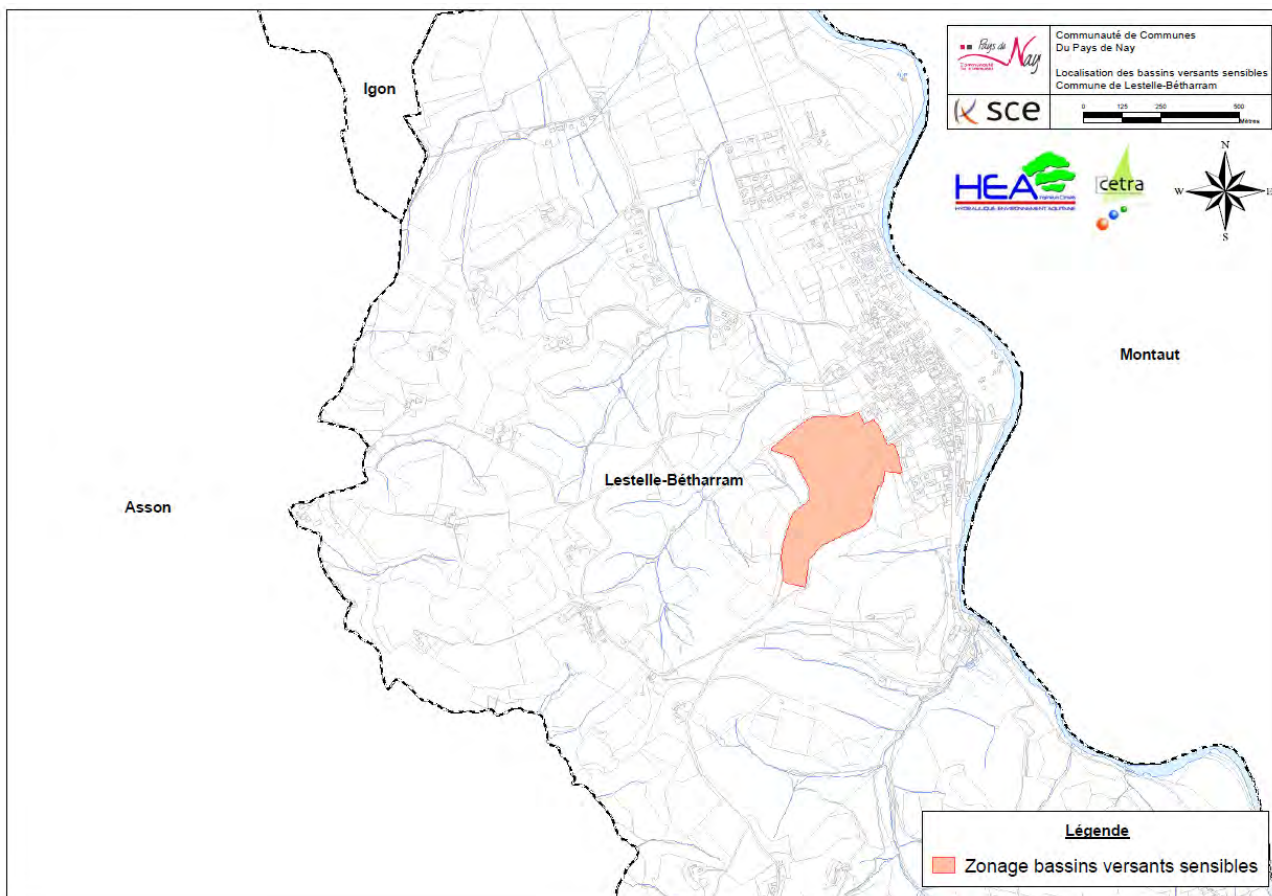 Pays de
Nay
Communauté de Communes
Du Pays de Nay
Localisation des bassins versants sensibles
Commune de Lestelle-Bétharram
sce
0 125 250 500
Mètres
HEA
HYDRAULIQUE ENVIRONNEMENT AQUITAINE
cetra
N
W
E
S
Igon
Montaut
Lestelle-Bétharram
Asson
Légende
Zonage bassins versants sensibles